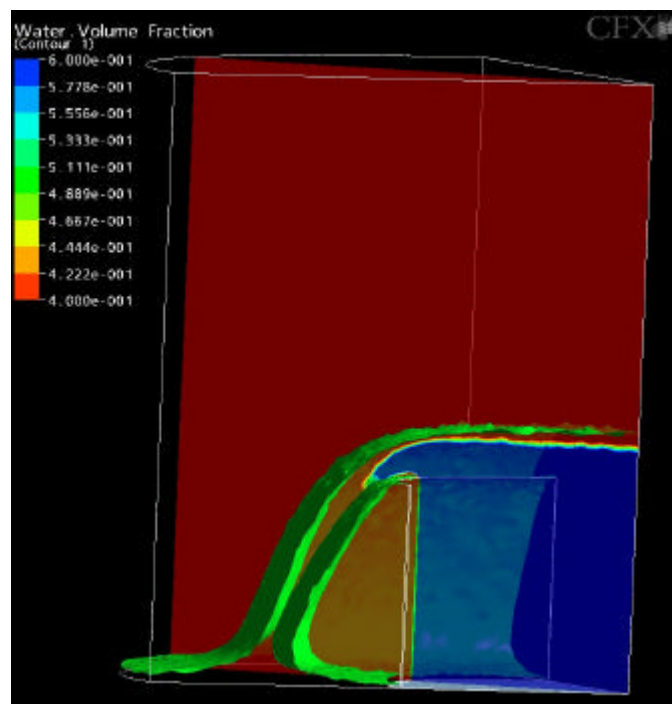 Water Volume Fraction
(Contour 1)
CFX
6.000e-001
5.778e-001
5.556e-001
5.333e-001
5.111e-001
4.889e-001
4.667e-001
4.444e-001
4.222e-001
4.000e-001